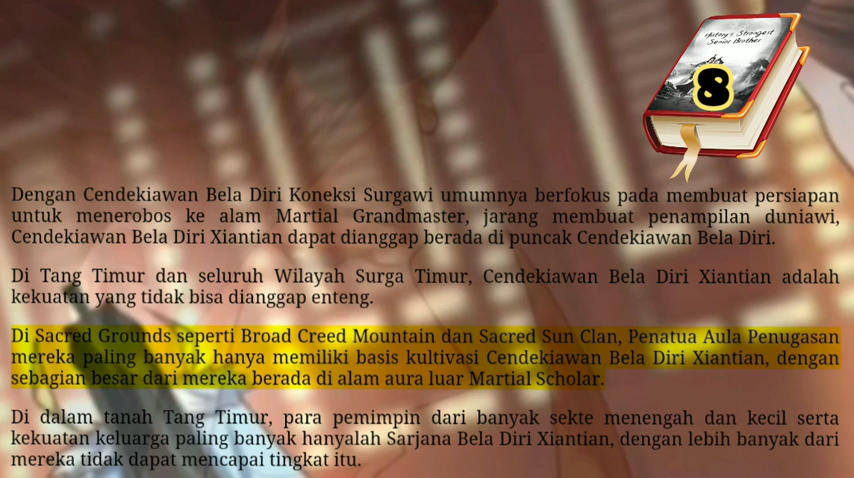 History's Strongest
Senior Brother
8
Dengan Cendekiawan Bela Diri Koneksi Surgawi umumnya berfokus pada membuat persiapan
untuk menerobos ke alam Martial Grandmaster, jarang membuat penampilan duniawi,
Cendekiawan Bela Diri Xiantian dapat dianggap berada di puncak Cendekiawan Bela Diri.
Di Tang Timur dan seluruh Wilayah Surga Timur, Cendekiawan Bela Diri Xiantian adalah
kekuatan yang tidak bisa dianggap enteng.
Di Sacred Grounds seperti Broad Creed Mountain dan Sacred Sun Clan, Penatua Aula Penugasan
mereka paling banyak hanya memiliki basis kultivasi Cendekiawan Bela Diri Xiantian, dengan
sebagian besar dari mereka berada di alam aura luar Martial Scholar.
Di dalam tanah Tang Timur, para pemimpin dari banyak sekte menengah dan kecil serta
kekuatan keluarga paling banyak hanyalah Sarjana Bela Diri Xiantian, dengan lebih banyak dari
mereka tidak dapat mencapai tingkat itu.